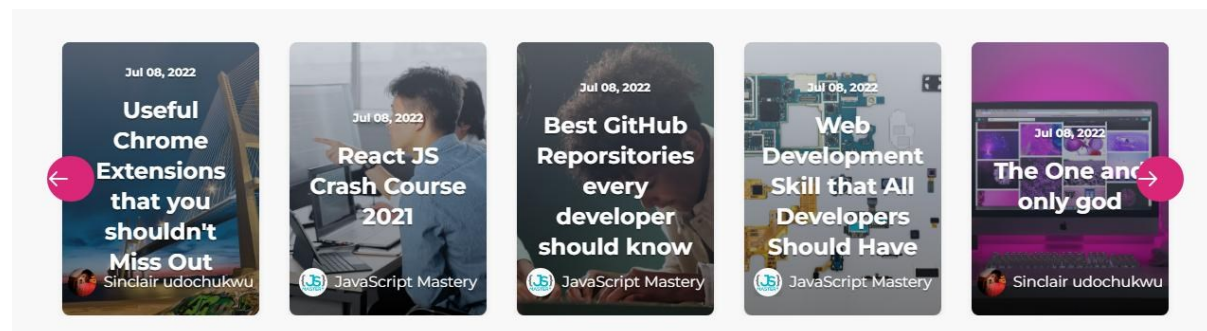 Jul 08, 2022
Useful
Chrome
Extensions
that you
shouldn't
Miss Out
Sinclair udochukwu
Jul 08, 2022
React JS
Crash Course
2021
JavaScript Mastery
Jul 08, 2022
Best GitHub
Reporsitories
every
developer
should know
JavaScript Mastery
Jul 08, 2022
Web
Development
Skill that All
Developers
Should Have
JavaScript Mastery
Jul 08, 2022
The One and
only god
Sinclair udochukwu